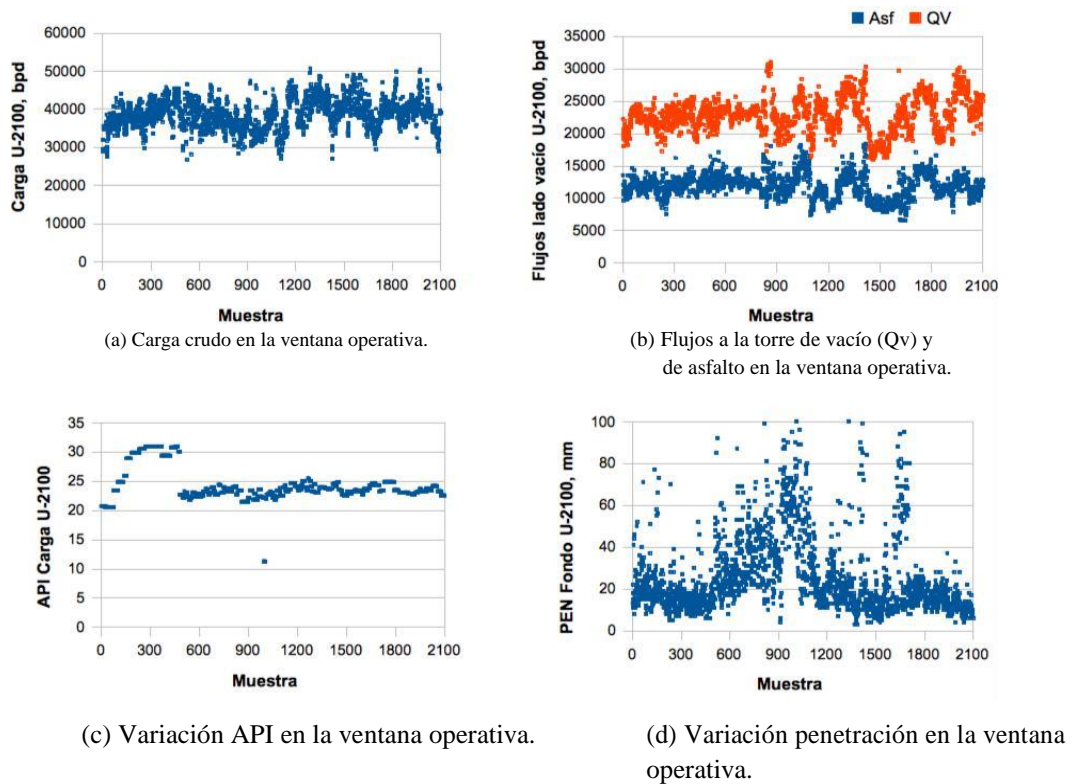 Carga U-2100, bpd
60000
50000
40000
30000
20000
10000
0
0 300 600 900 1200 1500 1800 2100
Muestra
(a) Carga crudo en la ventana operativa.
Asf QV
Flujos lado vacío U-2100, bpd
35000
30000
25000
20000
15000
10000
5000
0
0 300 600 900 1200 1500 1800 2100
Muestra
(b) Flujos a la torre de vacío (Qv) y
de asfalto en la ventana operativa.
API Carga U-2100
35
30
25
20
15
10
5
0
0 300 600 900 1200 1500 1800 2100
Muestra
(c) Variación API en la ventana operativa.
PEN Fondo U-2100, mm
100
80
60
40
20
0
0 300 600 900 1200 1500 1800 2100
Muestra
(d) Variación penetración en la ventana
operativa.